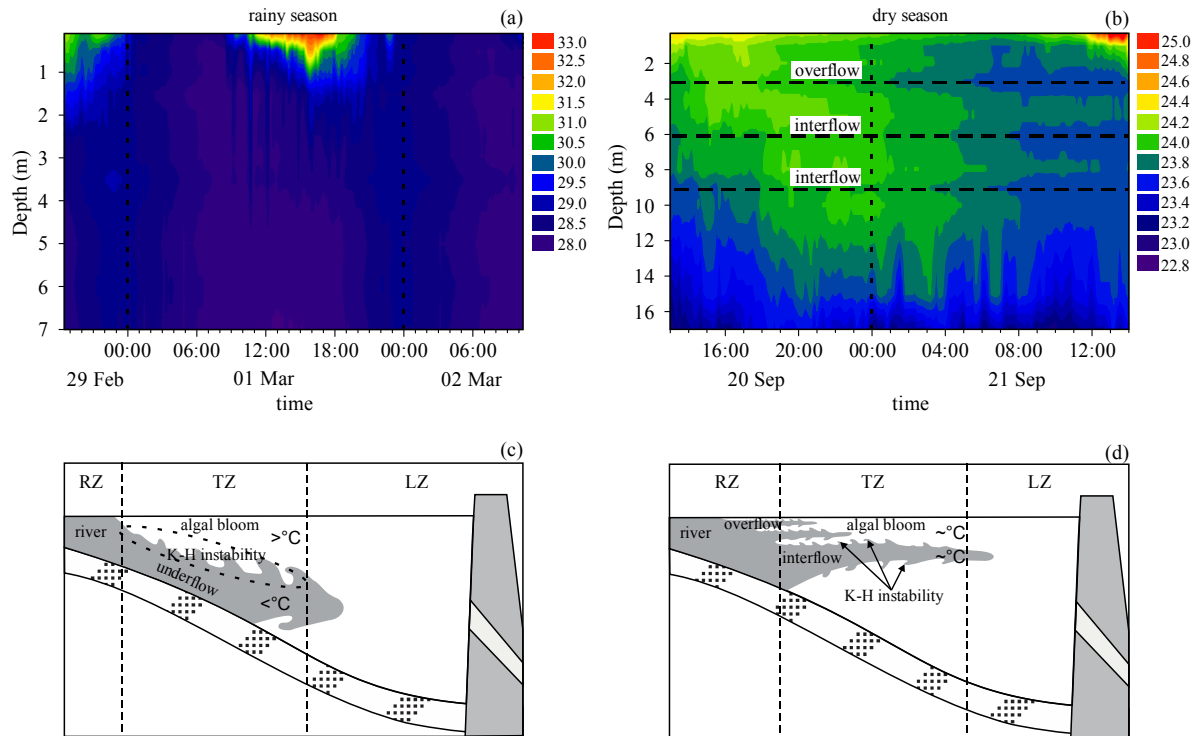 rainy season
(a)
Depth (m)
1
2
3
4
5
6
7
00:00 06:00 12:00 18:00 00:00 06:00
29 Feb 01 Mar 02 Mar
time
33.0
32.5
32.0
31.5
31.0
30.5
30.0
29.5
29.0
28.5
28.0
dry season
(b)
Depth (m)
2
4
6
8
10
12
14
16
overflow
interflow
interflow
16:00 20:00 00:00 04:00 08:00 12:00
20 Sep 21 Sep
time
25.0
24.8
24.6
24.4
24.2
24.0
23.8
23.6
23.4
23.2
23.0
22.8
(c)
RZ TZ LZ
river
algal bloom
>°C
K-H instability
underflow
<°C
(d)
RZ TZ LZ
river
overflow
algal bloom
~°C
interflow
~°C
K-H instability